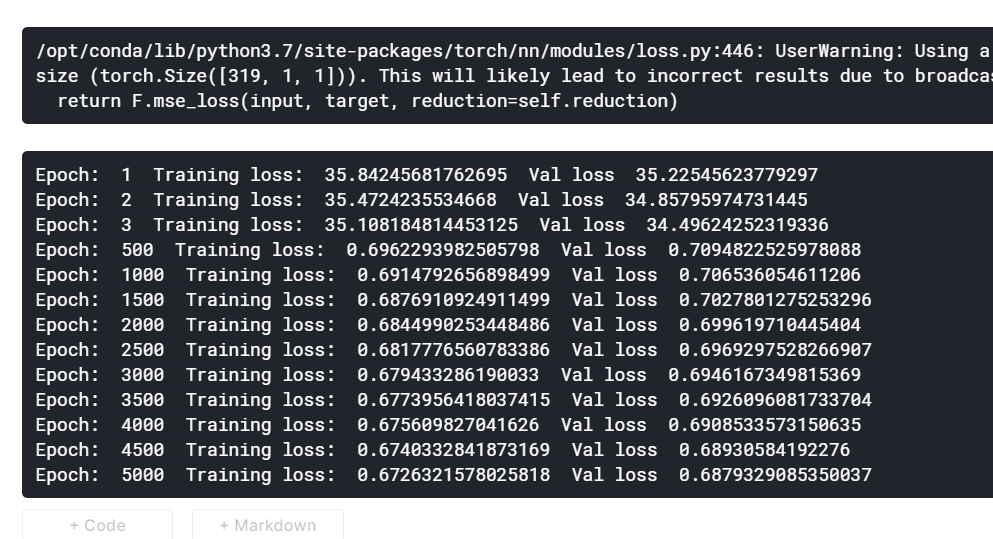 /opt/conda/lib/python3.7/site-packages/torch/nn/modules/loss.py:446: UserWarning: Using a
size (torch.Size([319, 1, 1])). This will likely lead to incorrect results due to broadcas
return F.mse_loss(input, target, reduction=self.reduction)
Epoch: 1 Training loss: 35.84245681762695 Val loss 35.22545623779297
Epoch: 2 Training loss: 35.4724235534668 Val loss 34.85795974731445
Epoch: 3 Training loss: 35.108184814453125 Val loss 34.49624252319336
Epoch: 500 Training loss: 0.6962293982505798 Val loss 0.7094822525978088
Epoch: 1000 Training loss: 0.6914792656898499 Val loss 0.706536054611206
Epoch: 1500 Training loss: 0.6876910924911499 Val loss 0.7027801275253296
Epoch: 2000 Training loss: 0.6844990253448486 Val loss 0.699619710445404
Epoch: 2500 Training loss: 0.6817776560783386 Val loss 0.6969297528266907
Epoch: 3000 Training loss: 0.679433286190033 Val loss 0.6946167349815369
Epoch: 3500 Training loss: 0.6773956418037415 Val loss 0.6926096081733704
Epoch: 4000 Training loss: 0.675609827041626 Val loss 0.6908533573150635
Epoch: 4500 Training loss: 0.6740332841873169 Val loss 0.68930584192276
Epoch: 5000 Training loss: 0.6726321578025818 Val loss 0.6879329085350037
+ Code + Markdown